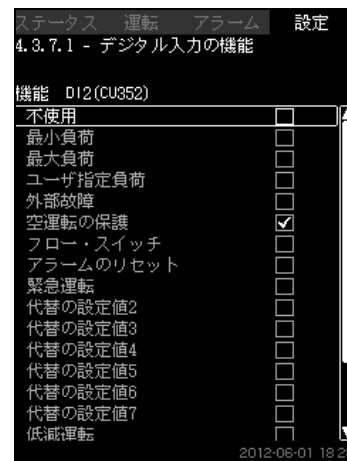 ステータス 運転 アラーム 設定
4.3.7.1 - デジタル入力の機能
機能 DI2(CU352)
不使用
最小負荷
最大負荷
ユーザ指定負荷
外部故障
空運転の保護
フロー・スイッチ
アラームのリセット
緊急運転
代替の設定値2
代替の設定値3
代替の設定値4
代替の設定値5
代替の設定値6
代替の設定値7
低減運転
2012-06-01 18:2